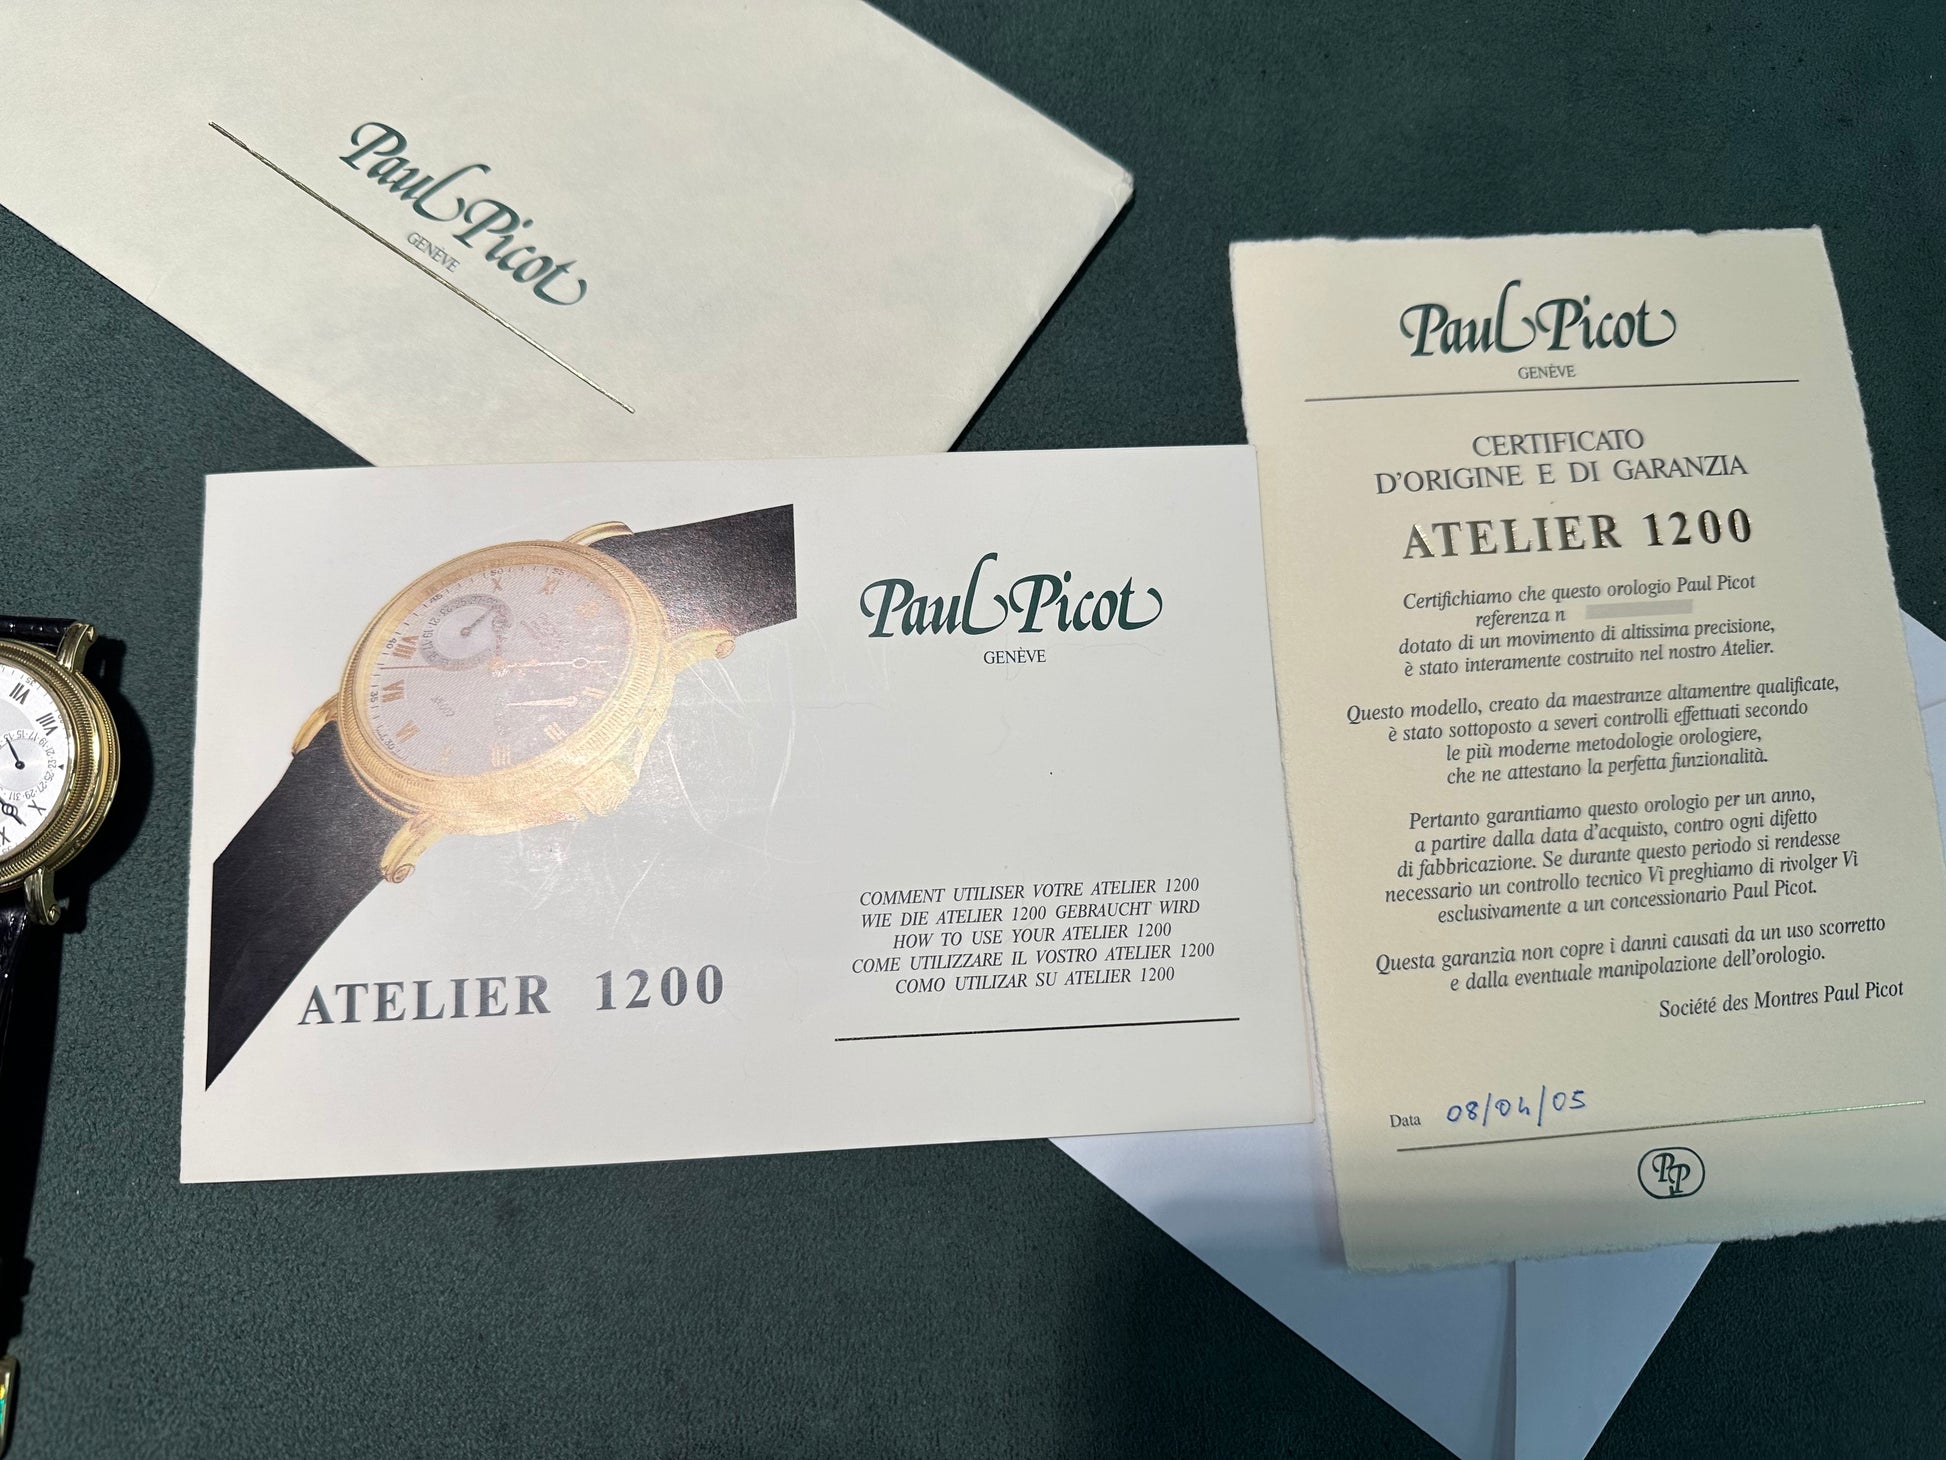 Paul Picot
GENÈVE
Paul Picot
GENÈVE
ATELIER 1200
COMMENT UTILISER VOTRE ATELIER 1200
WIE DIE ATELIER 1200 GEBRAUCHT WIRD
HOW TO USE YOUR ATELIER 1200
COME UTILIZZARE IL VOSTRO ATELIER 1200
COMO UTILIZAR SU ATELIER 1200
Paul Picot
GENÈVE
CERTIFICATO
D'ORIGINE E DI GARANZIA
ATELIER 1200
Certifichiamo che questo orologio Paul Picot
referenza n
dotato di un movimento di altissima precisione,
è stato interamente costruito nel nostro Atelier.
Questo modello, creato da maestranze altamentre qualificate,
è stato sottoposto a severi controlli effettuati secondo
le più moderne metodologie orologiere,
che ne attestano la perfetta funzionalità.
Pertanto garantiamo questo orologio per un anno,
a partire dalla data d'acquisto, contro ogni difetto
di fabbricazione. Se durante questo periodo si rendesse
necessario un controllo tecnico Vi preghiamo di rivolger Vi
esclusivamente a un concessionario Paul Picot.
Questa garanzia non copre i danni causati da un uso scorretto
e dalla eventuale manipolazione dell'orologio.
Société des Montres Paul Picot
Data 08/04/05
PP
VII
VIII
X